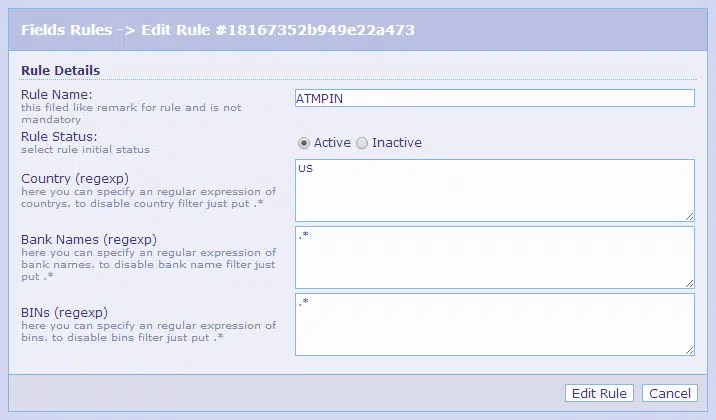 Fields Rules -> Edit Rule #18167352b949e22a473
Rule Details
Rule Name:
this filed like remark for rule and is not
mandatory
ATMPIN
Rule Status:
select rule initial status
Active Inactive
Country (regexp)
here you can specify an regular expression of
countrys. to disable country filter just put .*
us
Bank Names (regexp)
here you can specify an regular expression of
bank names. to disable bank name filter just
put .*
.*
BINs (regexp)
here you can specify an regular expression of
bins. to disable bins filter just put .*
.*
Edit Rule Cancel